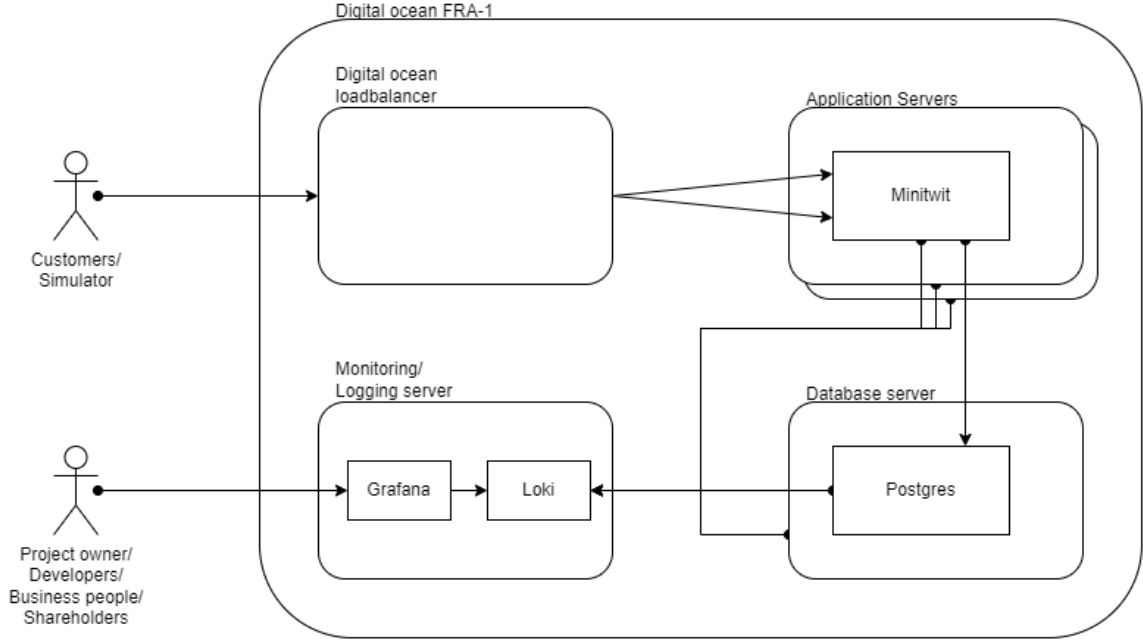 Digital ocean FRA-1
Digital ocean
loadbalancer
Application Servers
Minitwit
Customers/
Simulator
Monitoring/
Logging server
Database server
Grafana
Loki
Postgres
Project owner/
Developers/
Business people/
Shareholders